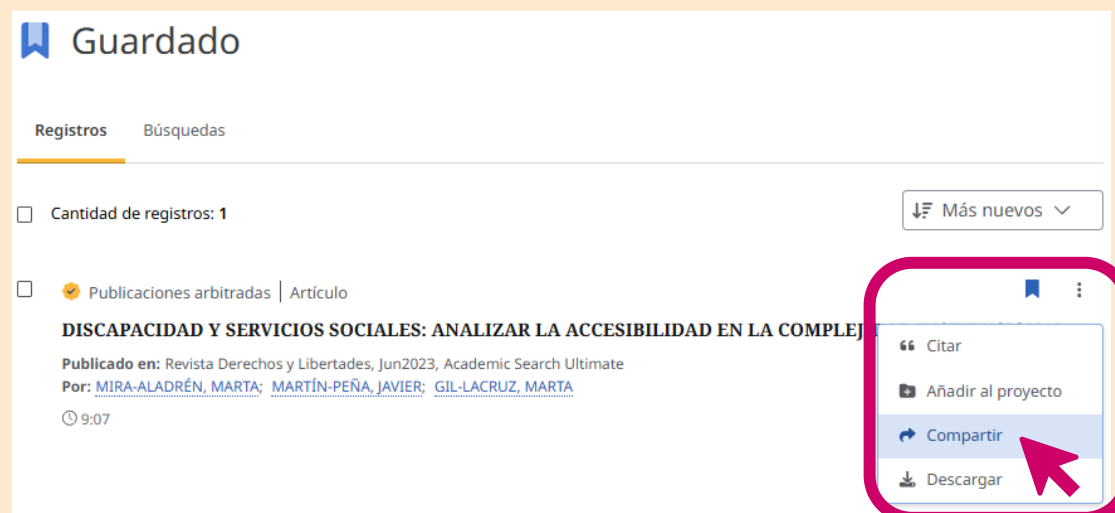 Guardado
Registros Búsquedas
Cantidad de registros: 1
Más nuevos
Publicaciones arbitradas | Artículo
DISCAPACIDAD Y SERVICIOS SOCIALES: ANALIZAR LA ACCESIBILIDAD EN LA
Publicado en: Revista Derechos y Libertades, Jun2023, Academic Search Ultimate
Por: MIRA-ALADRÉN, MARTA; MARTÍN-PEÑA, JAVIER; GIL-LACRUZ, MARTA
9:07
Citar
Añadir al proyecto
Compartir
Descargar